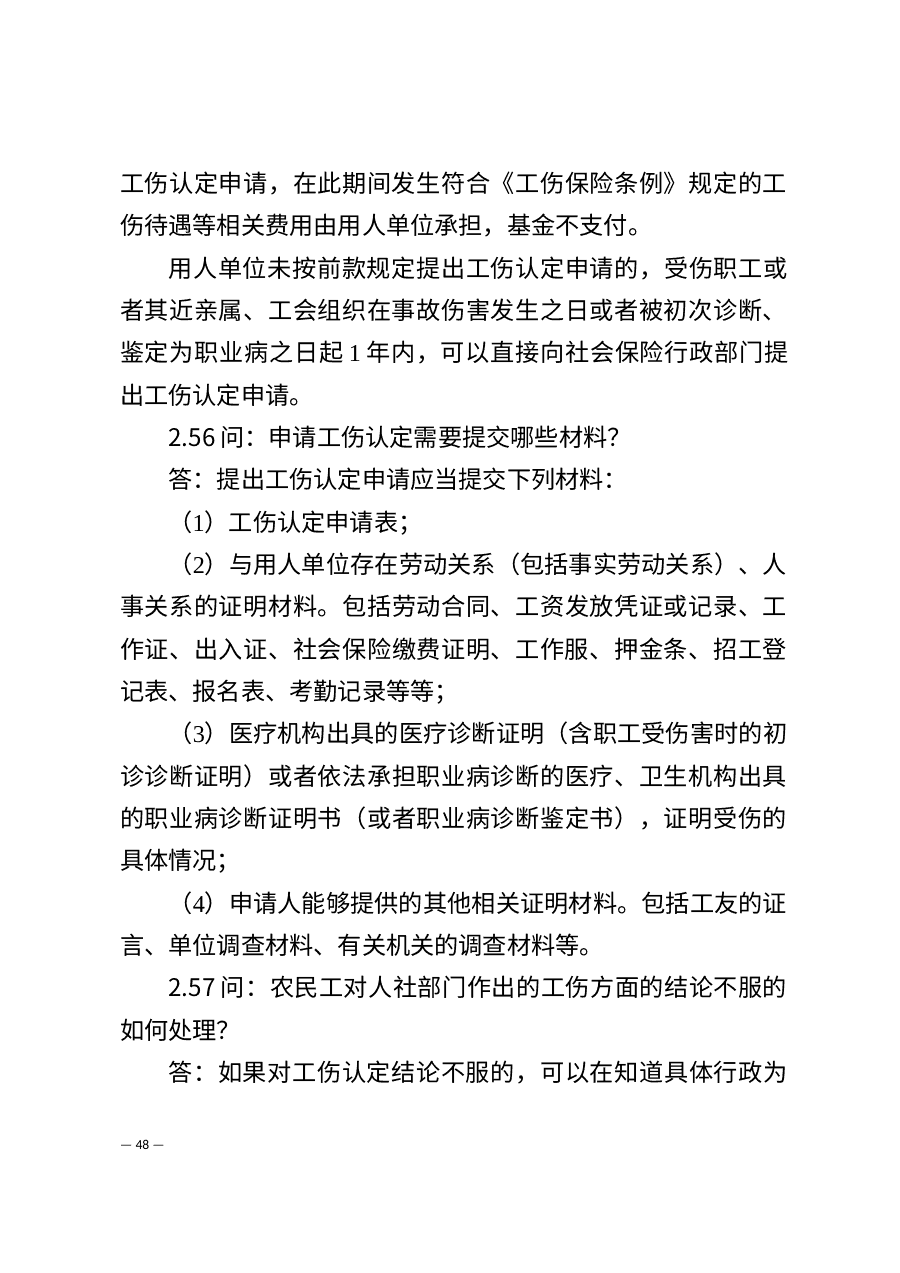 工伤认定申请，在此期间发生符合《工伤保险条例》规定的工
伤待遇等相关费用由用人单位承担，基金不支付。
用人单位未按前款规定提出工伤认定申请的，受伤职工或
者其近亲属、工会组织在事故伤害发生之日或者被初次诊断、
鉴定为职业病之日起 1 年内，可以直接向社会保险行政部门提
出工伤认定申请。
2.56 问：申请工伤认定需要提交哪些材料？
答：提出工伤认定申请应当提交下列材料：
（1）工伤认定申请表；
（2）与用人单位存在劳动关系（包括事实劳动关系）、人
事关系的证明材料。包括劳动合同、工资发放凭证或记录、工
作证、出入证、社会保险缴费证明、工作服、押金条、招工登
记表、报名表、考勤记录等等；
（3）医疗机构出具的医疗诊断证明（含职工受伤害时的初
诊诊断证明）或者依法承担职业病诊断的医疗、卫生机构出具
的职业病诊断证明书（或者职业病诊断鉴定书），证明受伤的
具体情况；
（4）申请人能够提供的其他相关证明材料。包括工友的证
言、单位调查材料、有关机关的调查材料等。
2.57 问：农民工对人社部门作出的工伤方面的结论不服的
如何处理？
答：如果对工伤认定结论不服的，可以在知道具体行政为
— 48 —